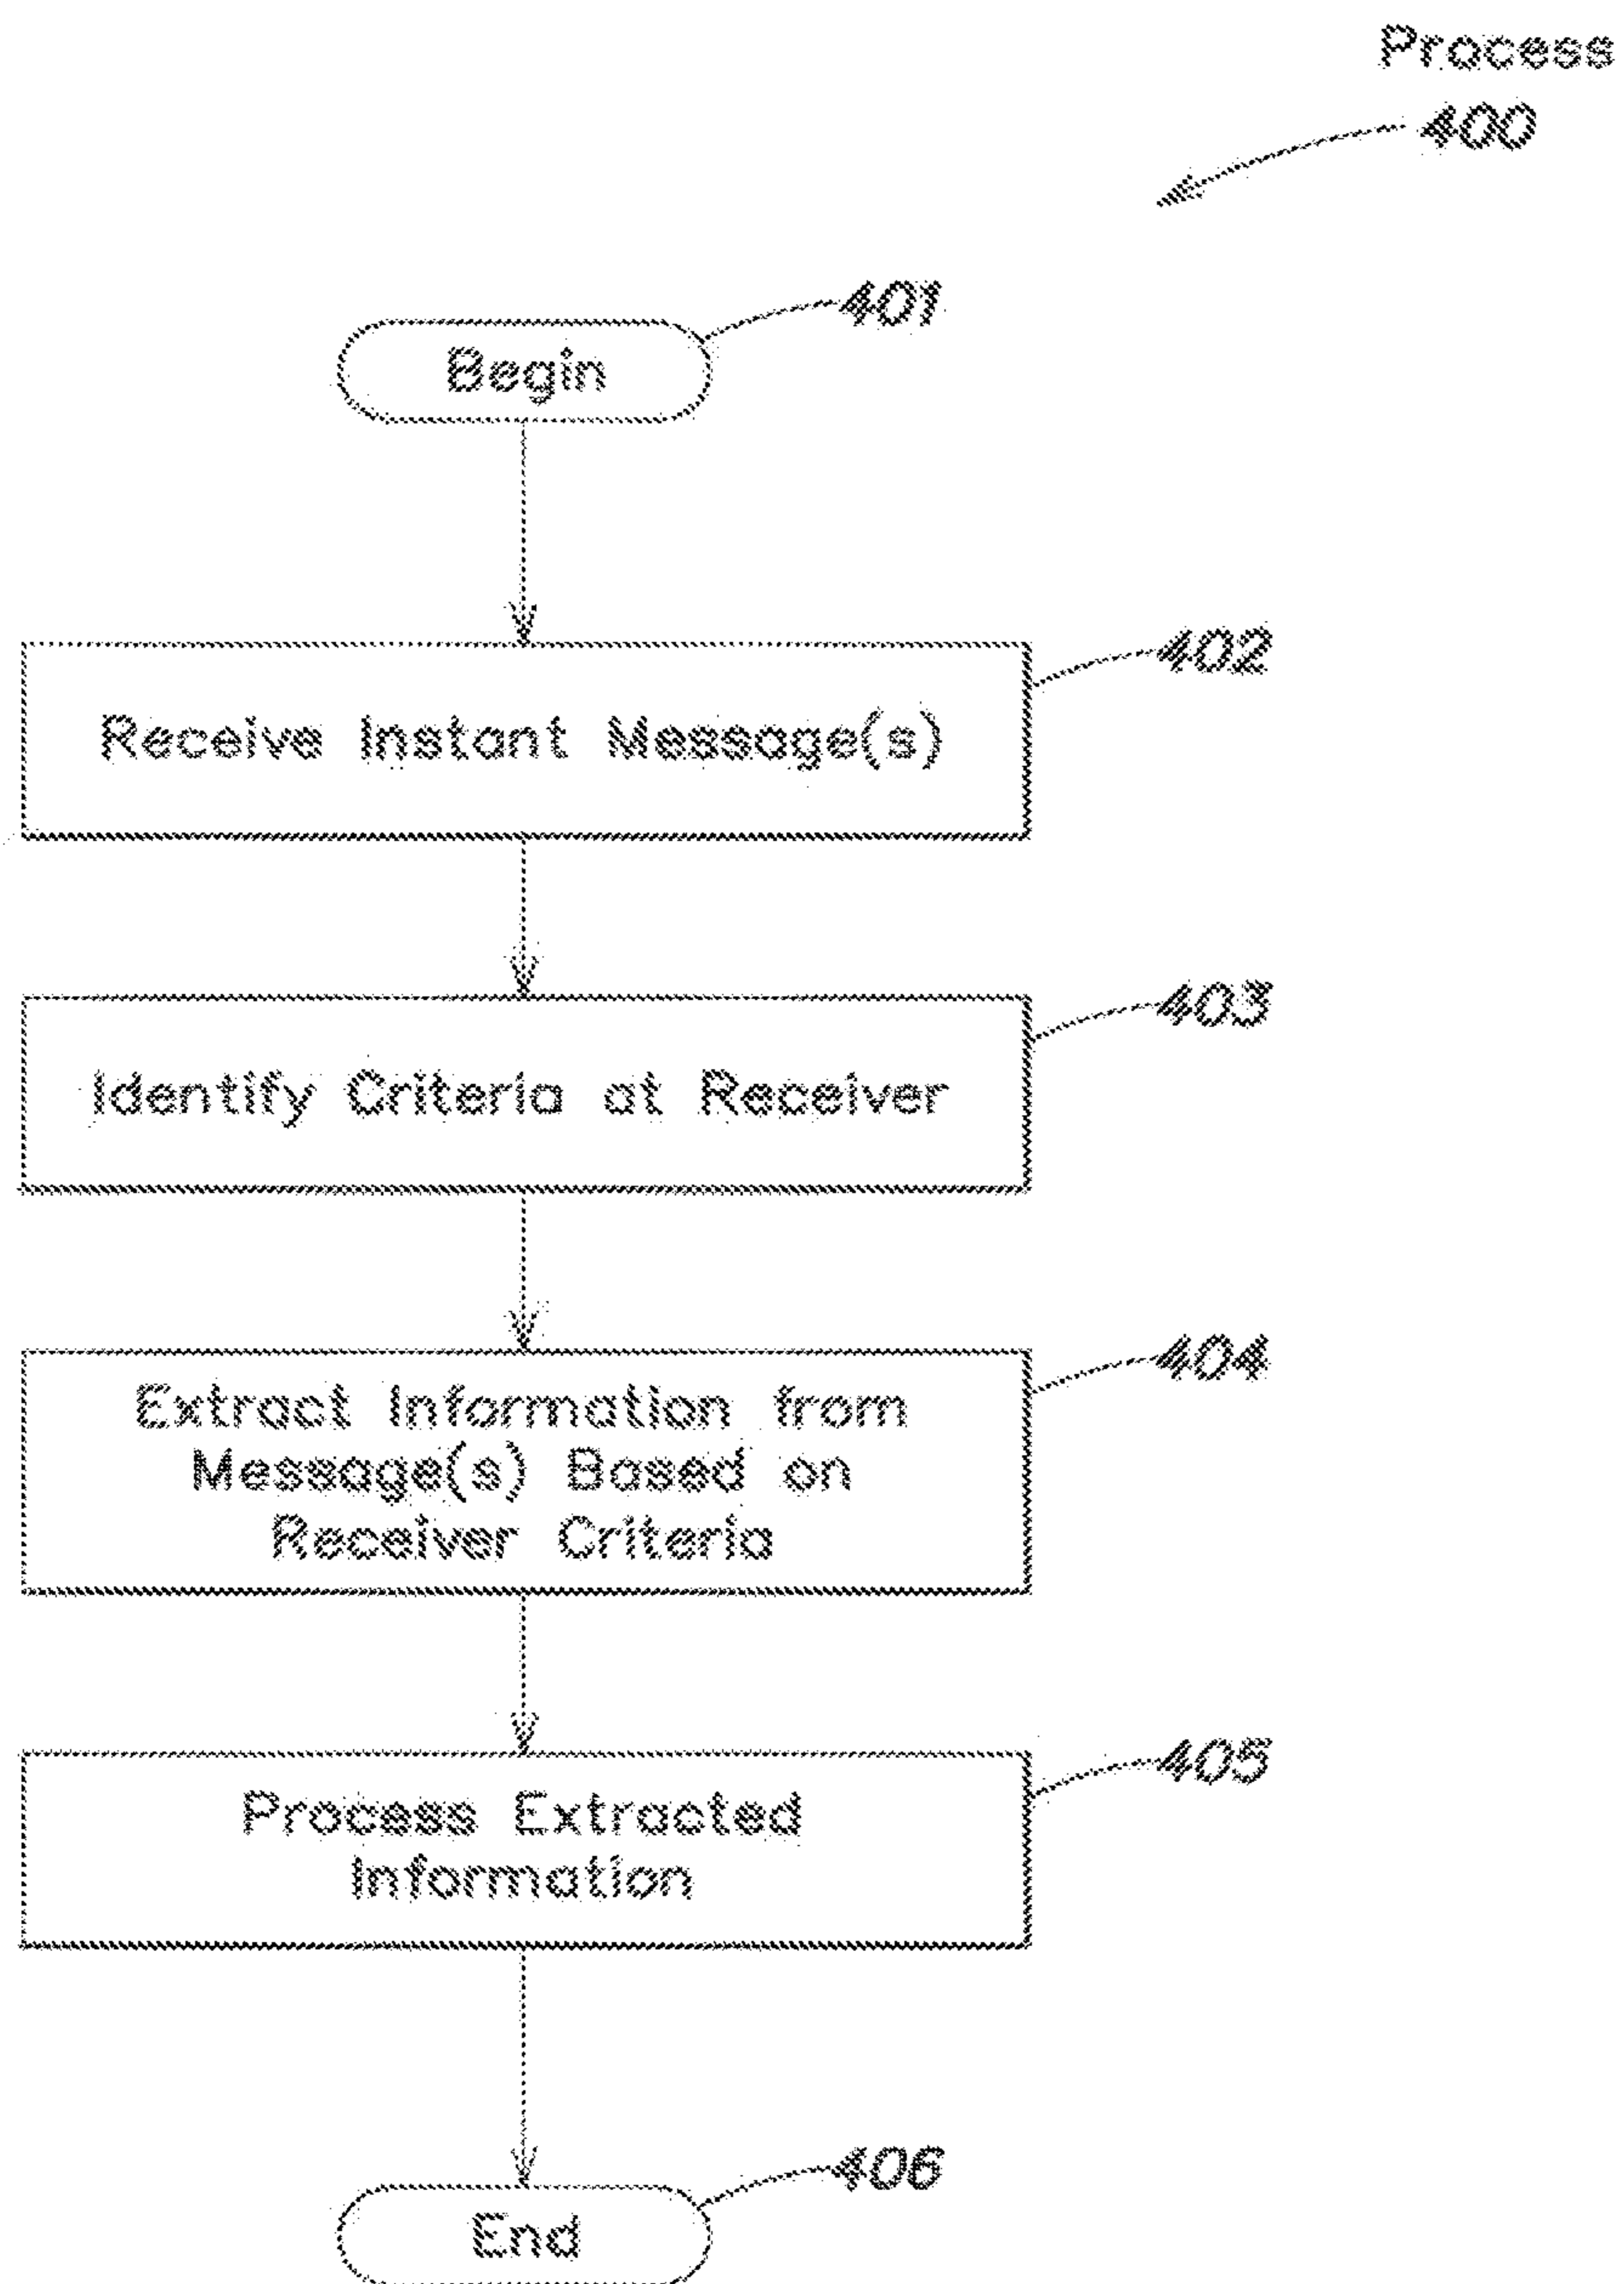 Process
400
401
Begin
402
Receive Instant Message(s)
403
Identify Criteria at Receiver
404
Extract Information from
Message(s) Based on
Receiver Criteria
405
Process Extracted
Information
406
End